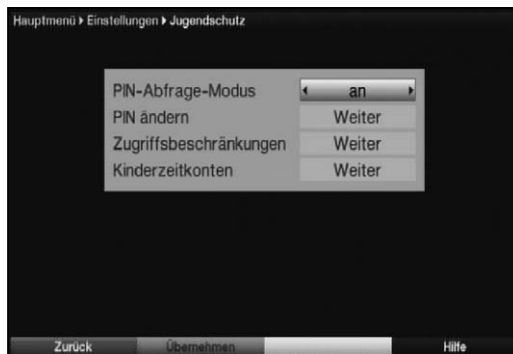 Hauptmenü ▸ Einstellungen ▸ Jugendschutz
PIN-Abfrage-Modus ◂ an ▸
PIN ändern Weiter
Zugriffsbeschränkungen Weiter
Kinderzeitkonten Weiter
Zurück Übernehmen Hilfe